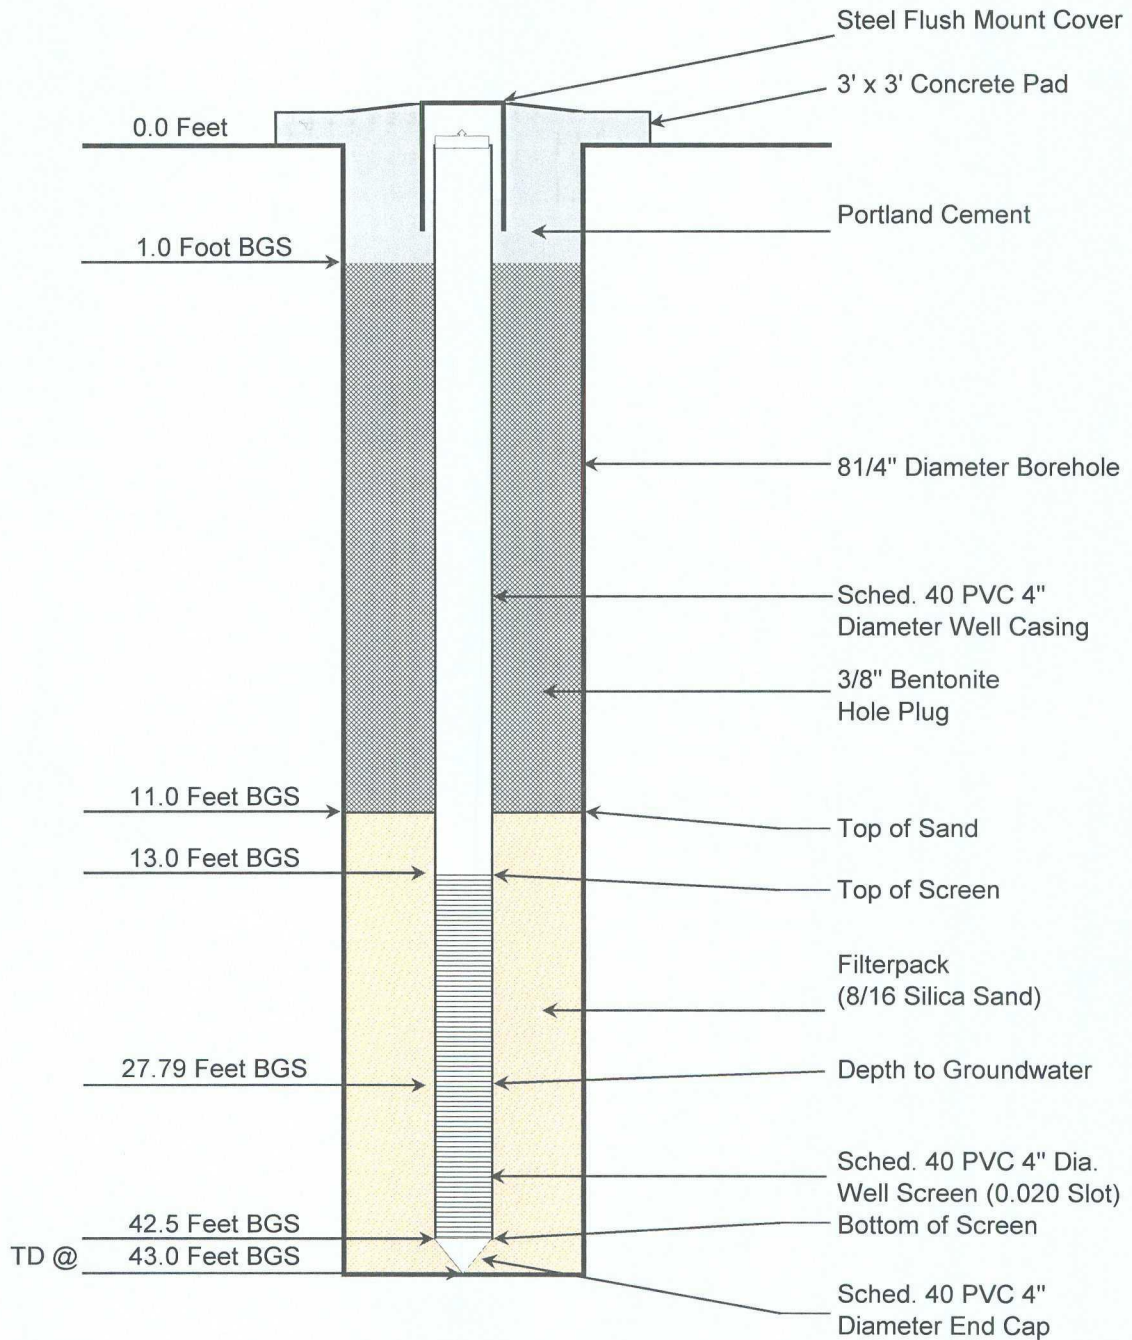 Steel Flush Mount Cover
3' x 3' Concrete Pad
0.0 Feet
Portland Cement
1.0 Foot BGS
81/4" Diameter Borehole
Sched. 40 PVC 4"
Diameter Well Casing
3/8" Bentonite
Hole Plug
11.0 Feet BGS
Top of Sand
13.0 Feet BGS
Top of Screen
Filterpack
(8/16 Silica Sand)
27.79 Feet BGS
Depth to Groundwater
Sched. 40 PVC 4" Dia.
Well Screen (0.020 Slot)
42.5 Feet BGS
Bottom of Screen
TD @
43.0 Feet BGS
Sched. 40 PVC 4"
Diameter End Cap